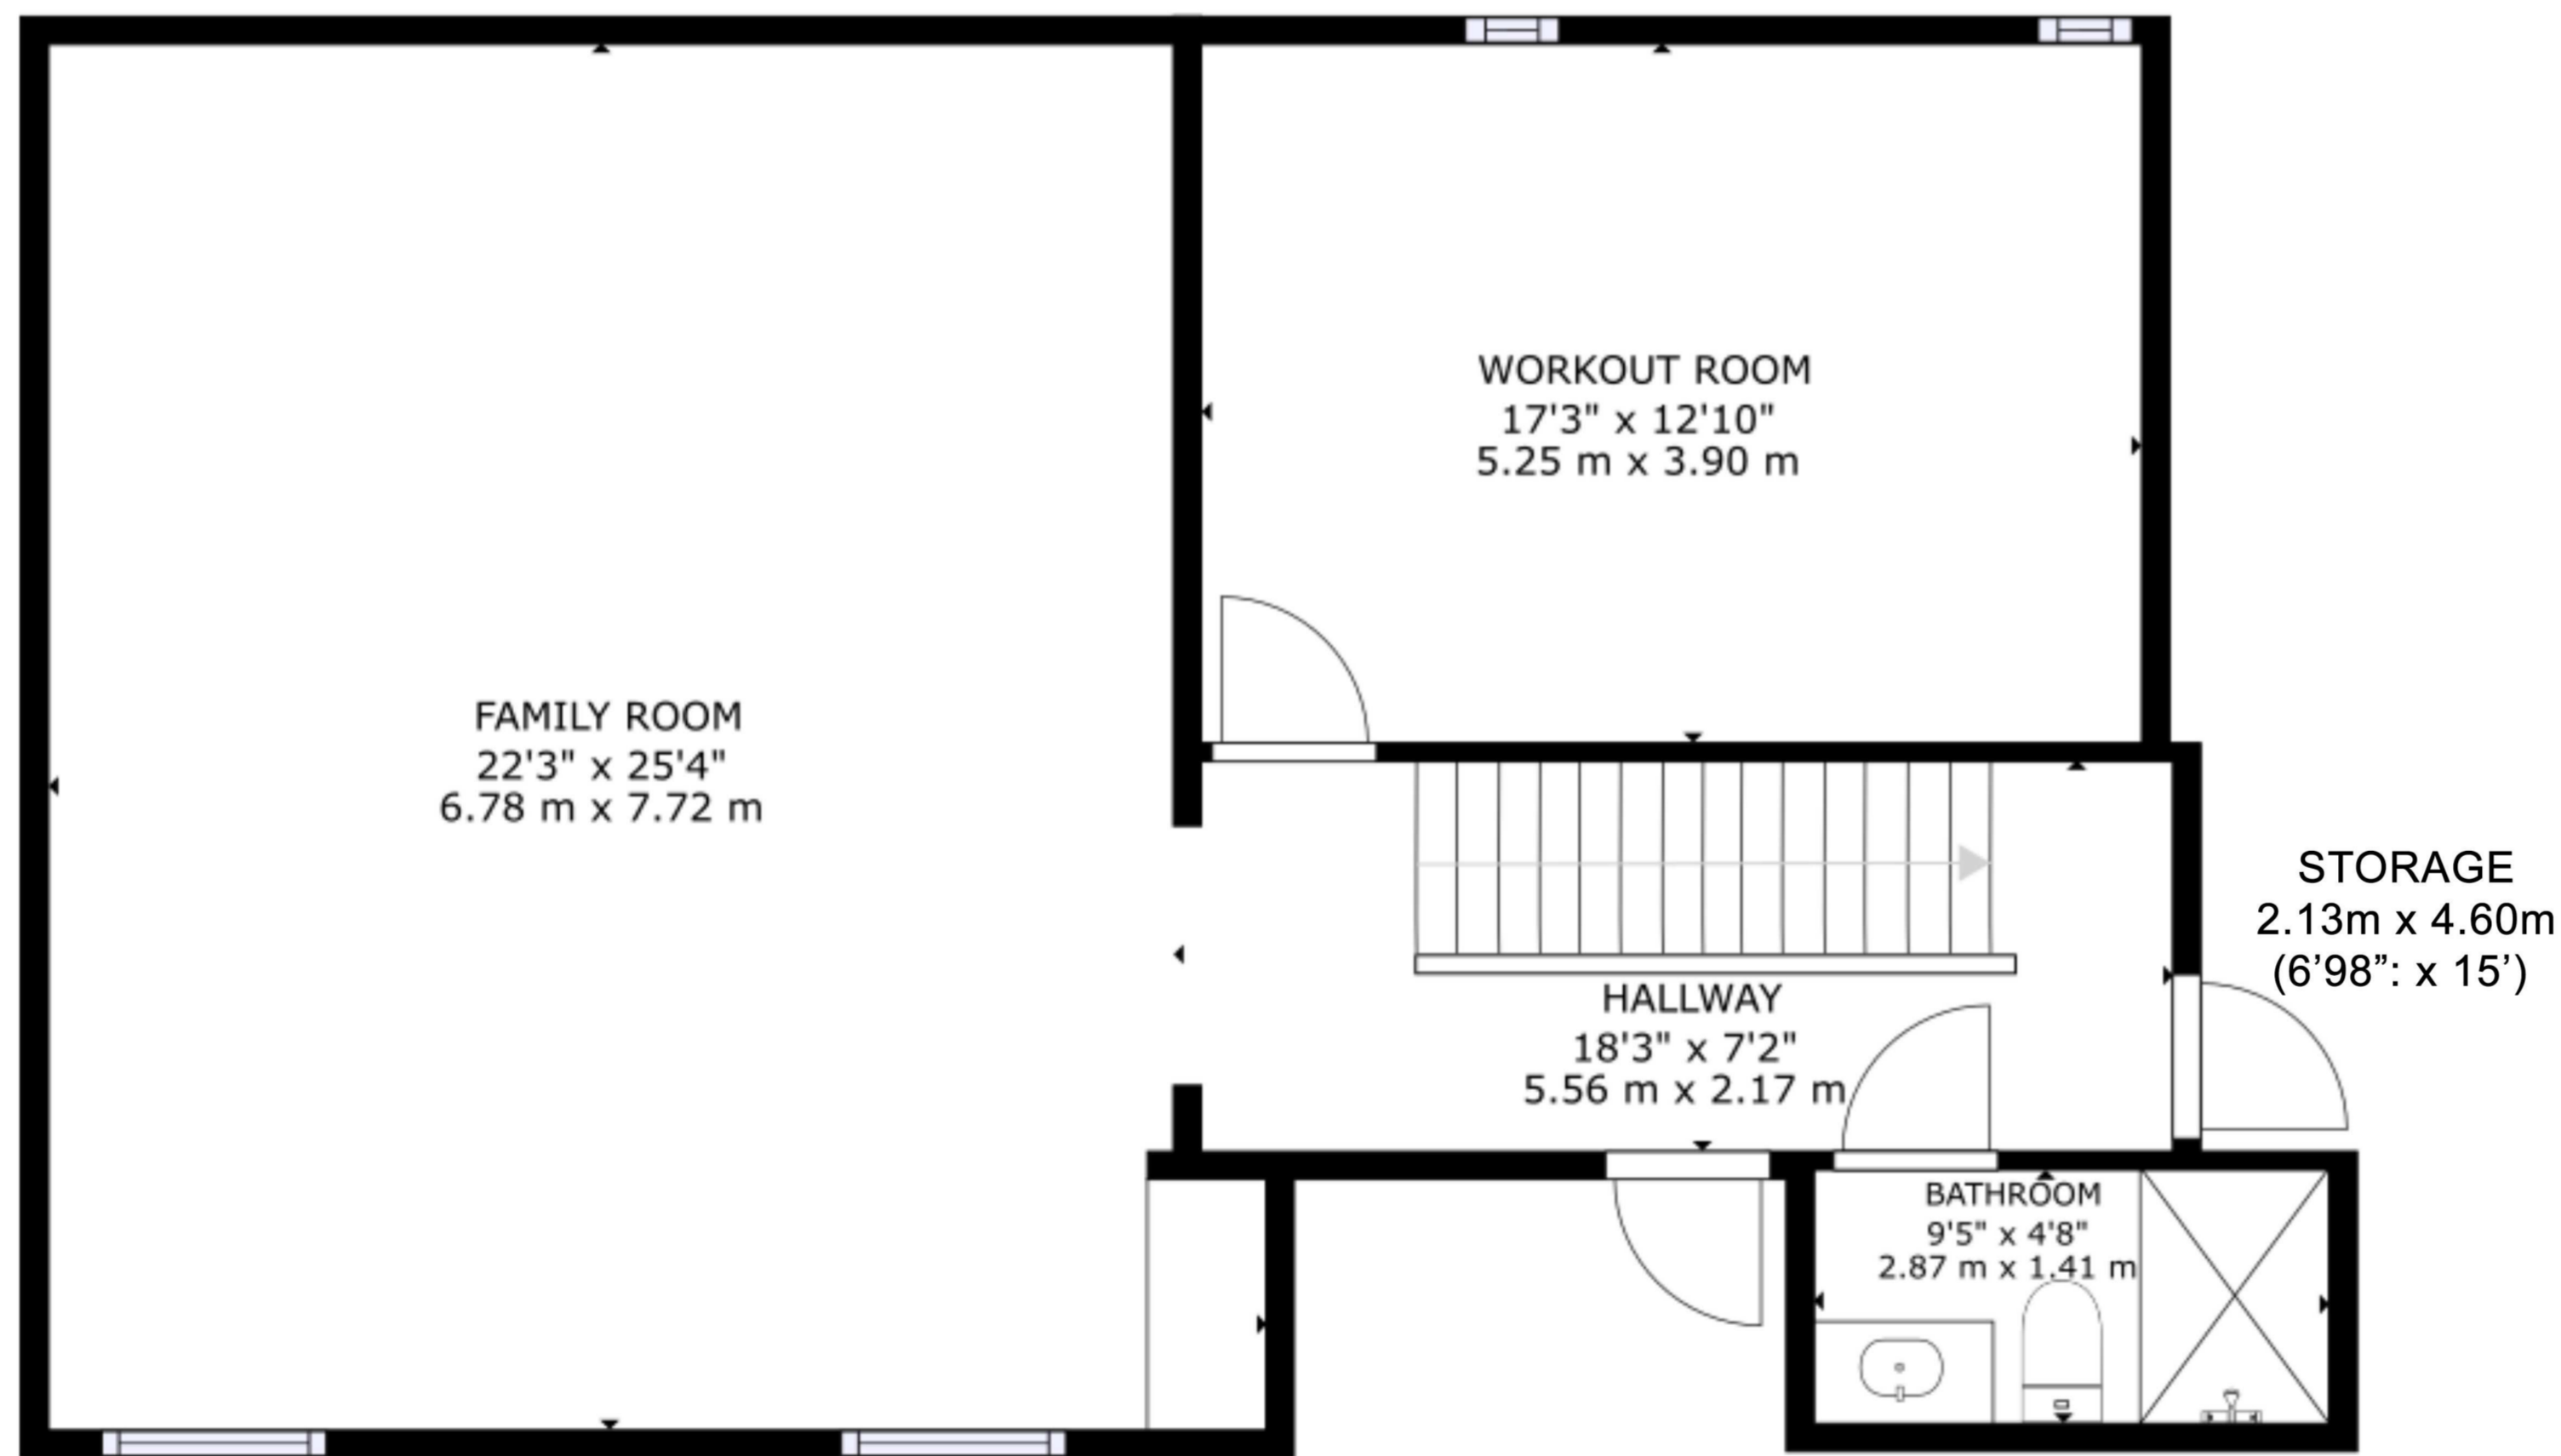 WORKOUT ROOM
17'3" x 12'10"
5.25 m x 3.90 m
FAMILY ROOM
22'3" x 25'4"
6.78 m x 7.72 m
STORAGE
2.13m x 4.60m
(6’98”: x 15’)
HALLWAY
18'3" x 7'2"
5.56 m x 2.17 m
BATHROOM
9'5" x 4'8"
2.87 m x 1.41 m